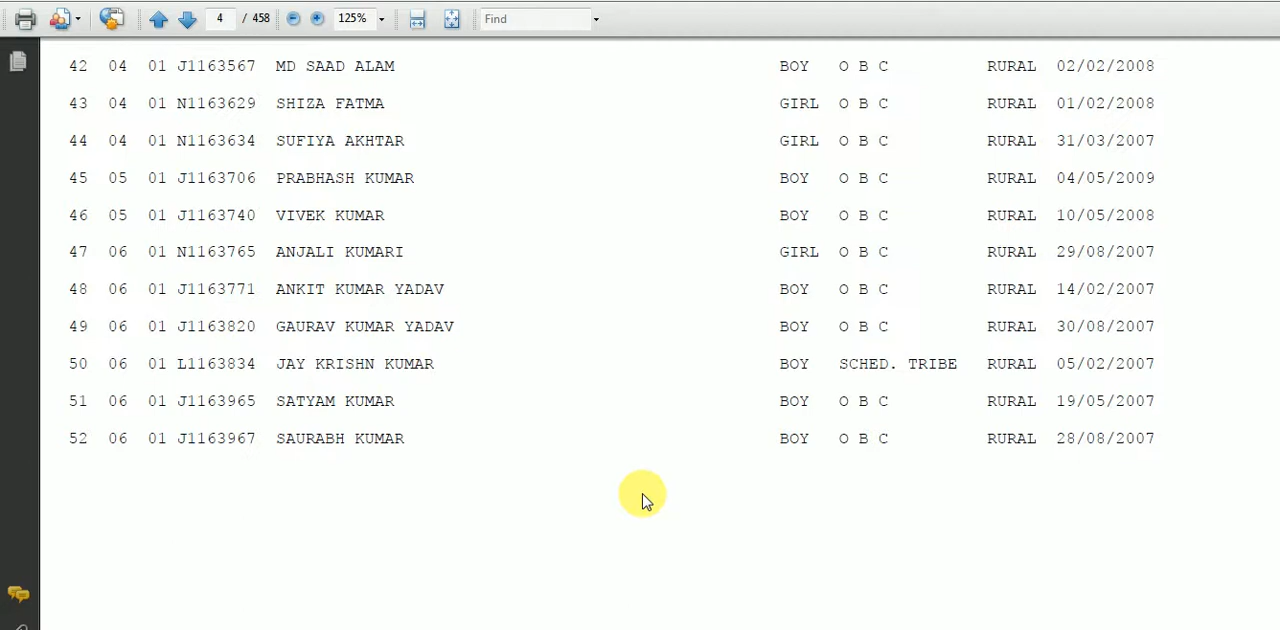 4 / 458 125% Find
42 04 01 J1163567 MD SAAD ALAM BOY O B C RURAL 02/02/2008
43 04 01 N1163629 SHIZA FATMA GIRL O B C RURAL 01/02/2008
44 04 01 N1163634 SUFIYA AKHTAR GIRL O B C RURAL 31/03/2007
45 05 01 J1163706 PRABHASH KUMAR BOY O B C RURAL 04/05/2009
46 05 01 J1163740 VIVEK KUMAR BOY O B C RURAL 10/05/2008
47 06 01 N1163765 ANJALI KUMARI GIRL O B C RURAL 29/08/2007
48 06 01 J1163771 ANKIT KUMAR YADAV BOY O B C RURAL 14/02/2007
49 06 01 J1163820 GAURAV KUMAR YADAV BOY O B C RURAL 30/08/2007
50 06 01 L1163834 JAY KRISHN KUMAR BOY SCHED. TRIBE RURAL 05/02/2007
51 06 01 J1163965 SATYAM KUMAR BOY O B C RURAL 19/05/2007
52 06 01 J1163967 SAURABH KUMAR BOY O B C RURAL 28/08/2007